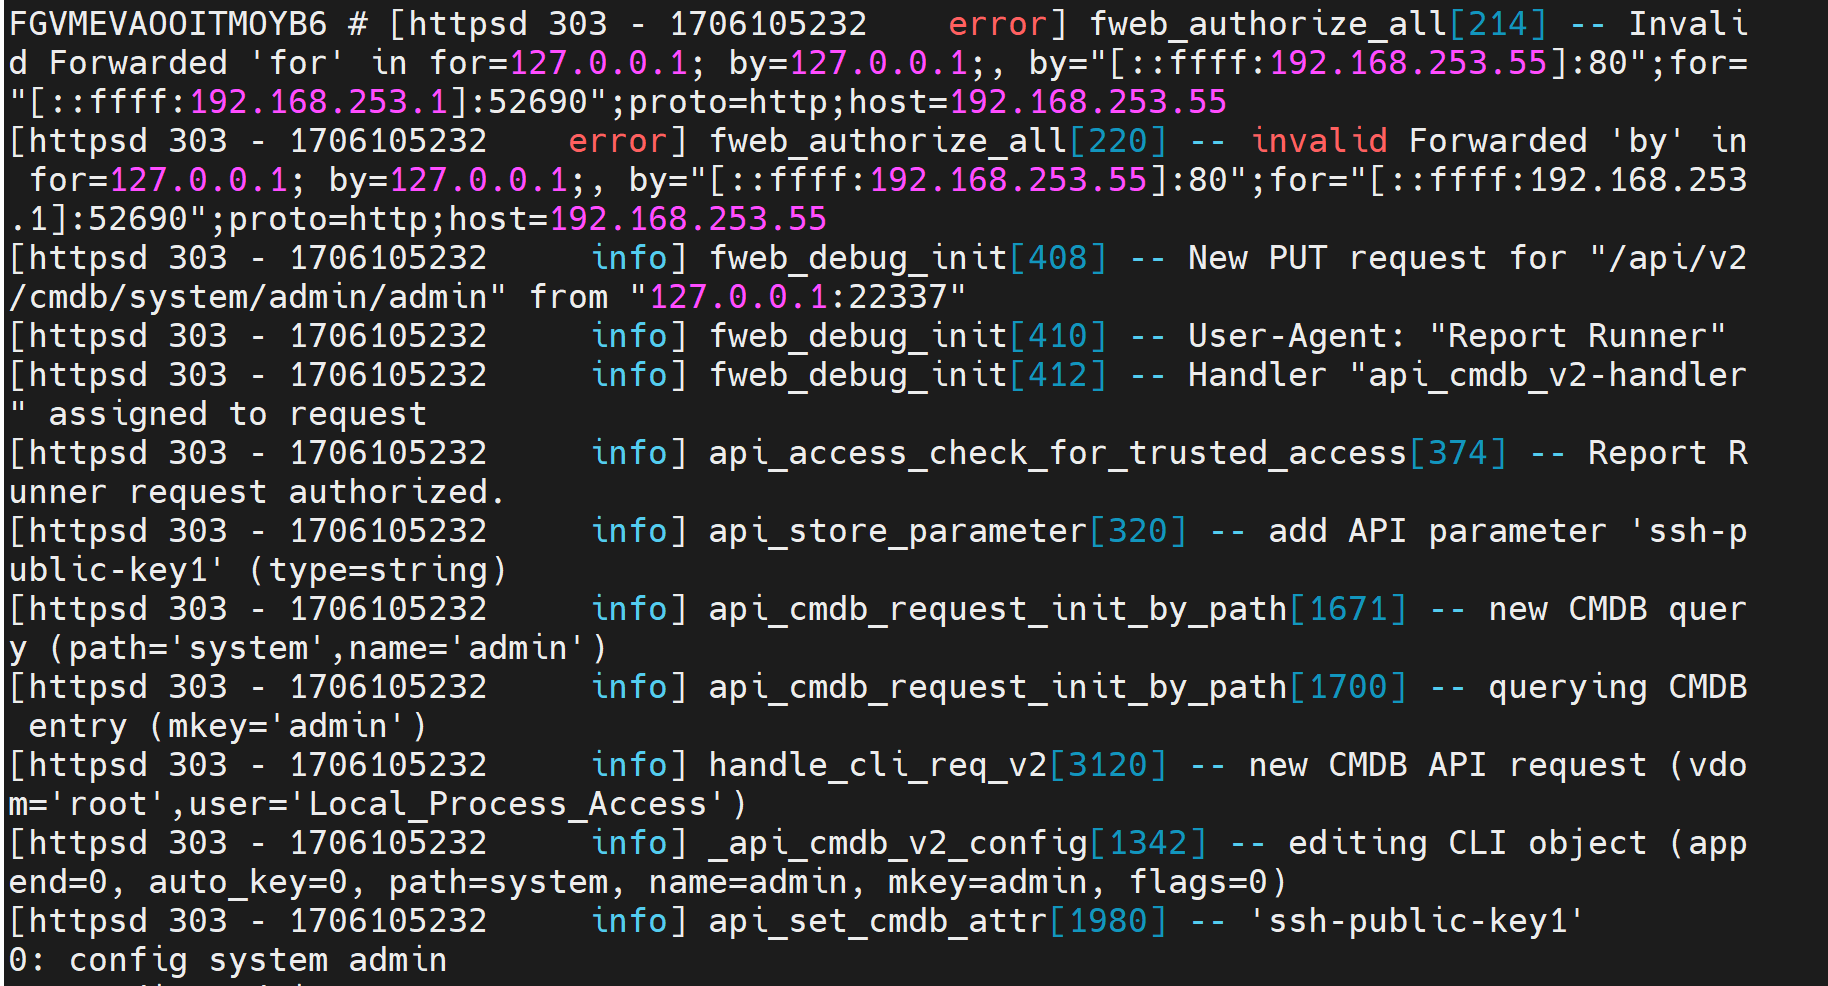 FGVMEVAOOITMOYB6 # [httpsd 303 - 1706105232    error] fweb_authorize_all[214] -- Invali
d Forwarded 'for' in for=127.0.0.1; by=127.0.0.1;, by="[::ffff:192.168.253.55]:80";for=
"[::ffff:192.168.253.1]:52690";proto=http;host=192.168.253.55
[httpsd 303 - 1706105232    error] fweb_authorize_all[220] -- invalid Forwarded 'by' in
 for=127.0.0.1; by=127.0.0.1;, by="[::ffff:192.168.253.55]:80";for="[::ffff:192.168.253
.1]:52690";proto=http;host=192.168.253.55
[httpsd 303 - 1706105232     info] fweb_debug_init[408] -- New PUT request for "/api/v2
/cmdb/system/admin/admin" from "127.0.0.1:22337"
[httpsd 303 - 1706105232     info] fweb_debug_init[410] -- User-Agent: "Report Runner"
[httpsd 303 - 1706105232     info] fweb_debug_init[412] -- Handler "api_cmdb_v2-handler
" assigned to request
[httpsd 303 - 1706105232     info] api_access_check_for_trusted_access[374] -- Report R
unner request authorized.
[httpsd 303 - 1706105232     info] api_store_parameter[320] -- add API parameter 'ssh-p
ublic-key1' (type=string)
[httpsd 303 - 1706105232     info] api_cmdb_request_init_by_path[1671] -- new CMDB quer
y (path='system',name='admin')
[httpsd 303 - 1706105232     info] api_cmdb_request_init_by_path[1700] -- querying CMDB
 entry (mkey='admin')
[httpsd 303 - 1706105232     info] handle_cli_req_v2[3120] -- new CMDB API request (vdo
m='root',user='Local_Process_Access')
[httpsd 303 - 1706105232     info] _api_cmdb_v2_config[1342] -- editing CLI object (app
end=0, auto_key=0, path=system, name=admin, mkey=admin, flags=0)
[httpsd 303 - 1706105232     info] api_set_cmdb_attr[1980] -- 'ssh-public-key1'
0: config system admin